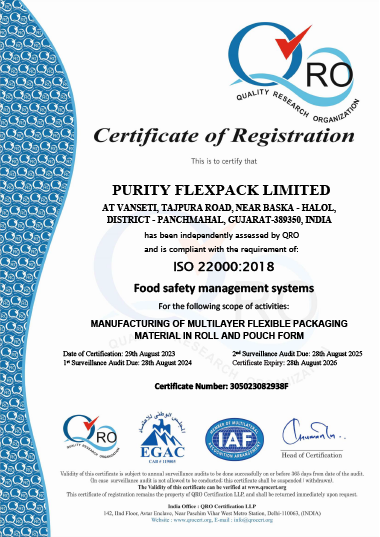 QRO
QUALITY RESEARCH ORGANIZATION
Certificate of Registration
This is to certify that
PURITY FLEXPACK LIMITED
AT VANSETI, TAJPURA ROAD, NEAR BASKA - HALOL,
DISTRICT - PANCHMAHAL, GUJARAT-389350, INDIA
has been independently assessed by QRO
and is compliant with the requirement of:
ISO 22000:2018
Food safety management systems
For the following scope of activities:
MANUFACTURING OF MULTILAYER FLEXIBLE PACKAGING
MATERIAL IN ROLL AND POUCH FORM
Date of Certification: 29th August 2023 2nd Surveillance Audit Due: 28th August 2025
1st Surveillance Audit Due: 28th August 2024 Certificate Expiry: 28th August 2026
Certificate Number: 305023082938F
QRO
QUALITY RESEARCH ORGANIZATION
EGAC
CAB # 119003
MEMBER OF MULTILATERAL
IAF
RECOGNITION ARRANGEMENT
Head of Certification
Validity of this certificate is subject to annual surveillance audits to be done successfully on or before 365 days from date of the audit.
(In case surveillance audit is not allowed to be conducted; this certificate shall be suspended / withdrawn).
The Validity of this certificate can be verified at www.qrocert.org
This certificate of registration remains the property of QRO Certification LLP, and shall be returned immediately upon request.
India Office : QRO Certification LLP
142, IInd Floor, Avtar Enclave, Near Paschim Vihar West Metro Station, Delhi-110063, (INDIA)
Website : www.qrocert.org, E-mail : info@qrocert.org